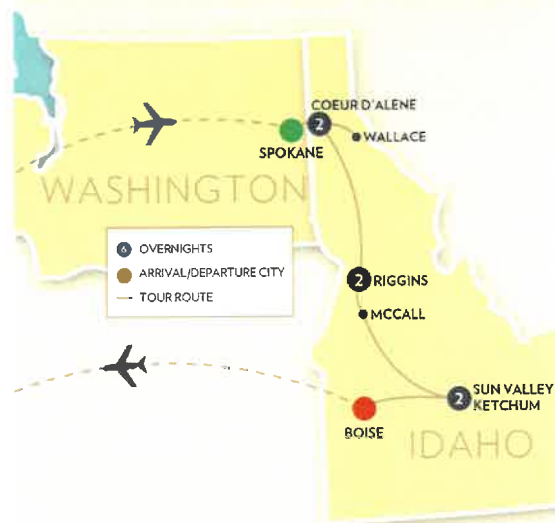 COEUR D'ALENE
2
WALLACE
SPOKANE
WASHINGTON
6 OVERNIGHTS
ARRIVAL/DEPARTURE CITY
TOUR ROUTE
2 RIGGINS
MCCALL
2 SUN VALLEY
KETCHUM
BOISE
IDAHO